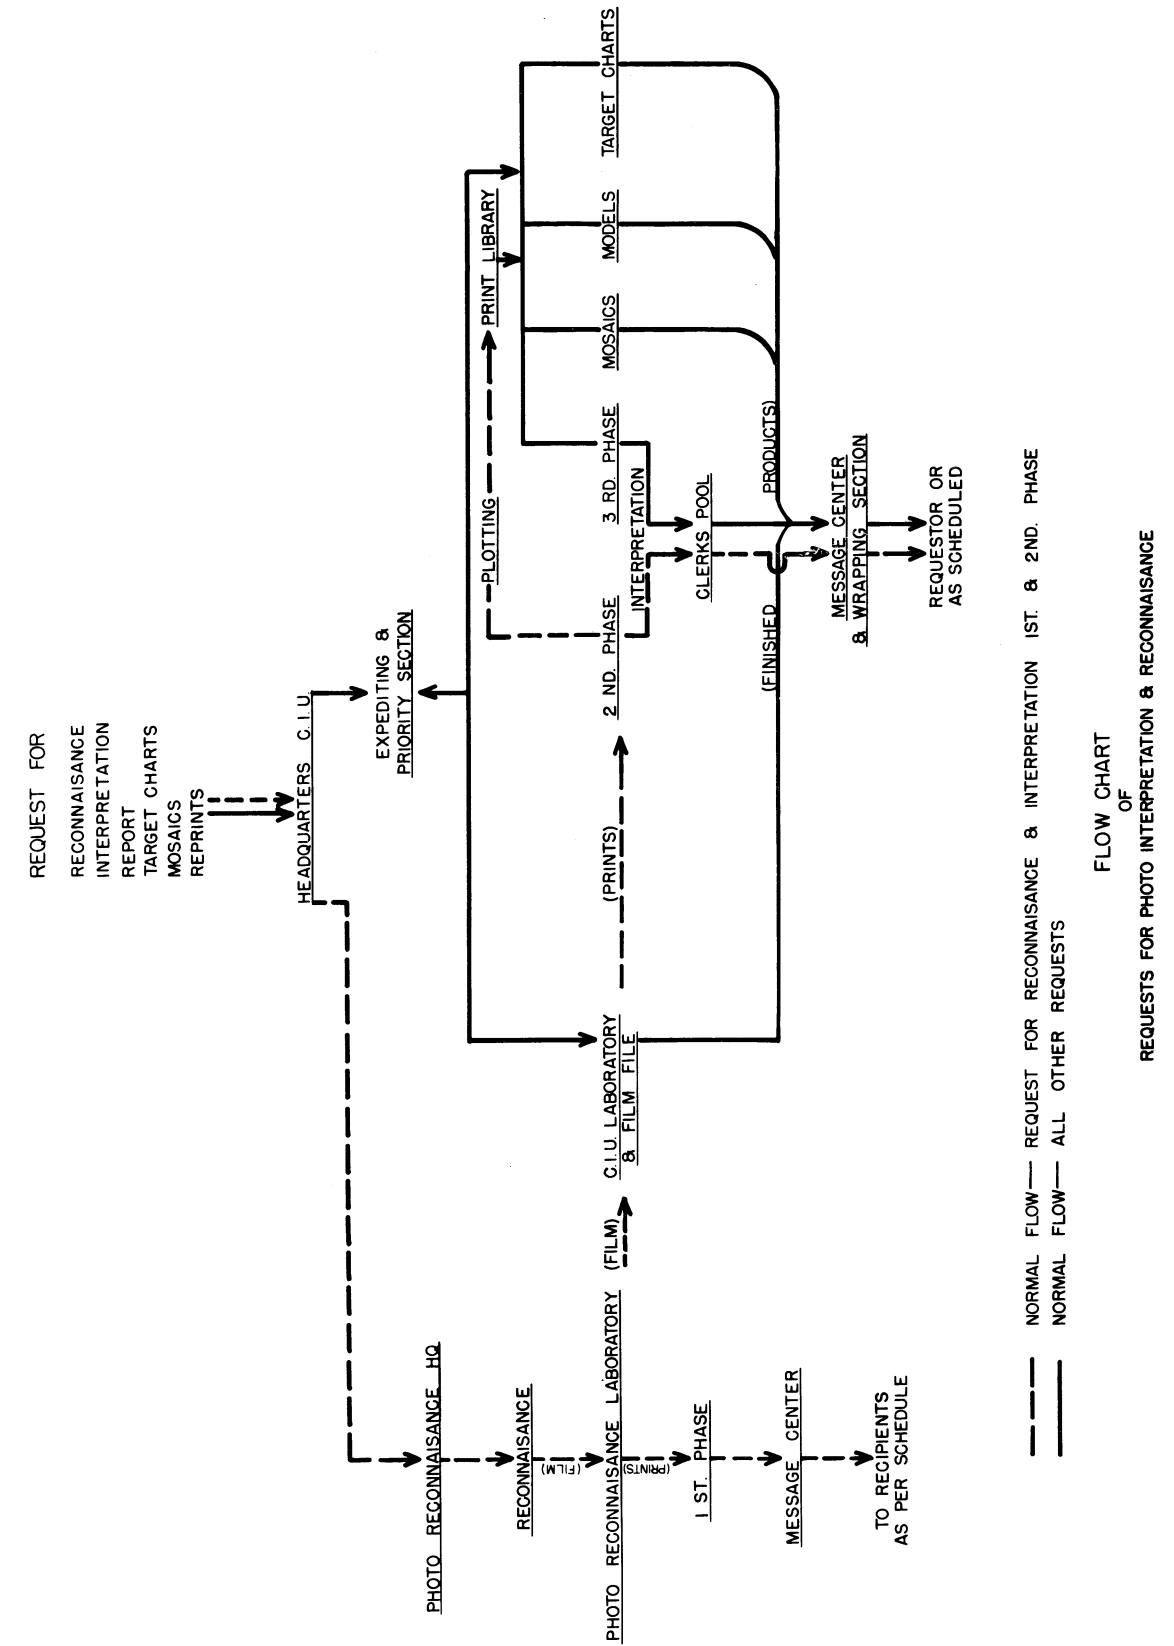 REQUEST FOR
RECONNAISANCE
INTERPRETATION
REPORT
TARGET CHARTS
MOSAICS
REPRINTS
HEADQUARTERS C.I.U.
EXPEDITING &
PRIORITY SECTION
PHOTO RECONNAISANCE HQ
RECONNAISANCE
(FILM)
PHOTO RECONNAISANCE LABORATORY
(PRINTS)
1 ST. PHASE
MESSAGE CENTER
TO RECIPIENTS
AS PER SCHEDULE
(FILM)
C.I.U. LABORATORY
& FILM FILE
(PRINTS)
2 ND. PHASE
PLOTTING
PRINT LIBRARY
3 RD. PHASE
INTERPRETATION
MOSAICS
MODELS
TARGET CHARTS
CLERKS POOL
(FINISHED
PRODUCTS)
MESSAGE CENTER
& WRAPPING SECTION
REQUESTOR OR
AS SCHEDULED
NORMAL FLOW— REQUEST FOR RECONNAISANCE & INTERPRETATION 1ST. & 2ND. PHASE
NORMAL FLOW— ALL OTHER REQUESTS
FLOW CHART
OF
REQUESTS FOR PHOTO INTERPRETATION & RECONNAISANCE